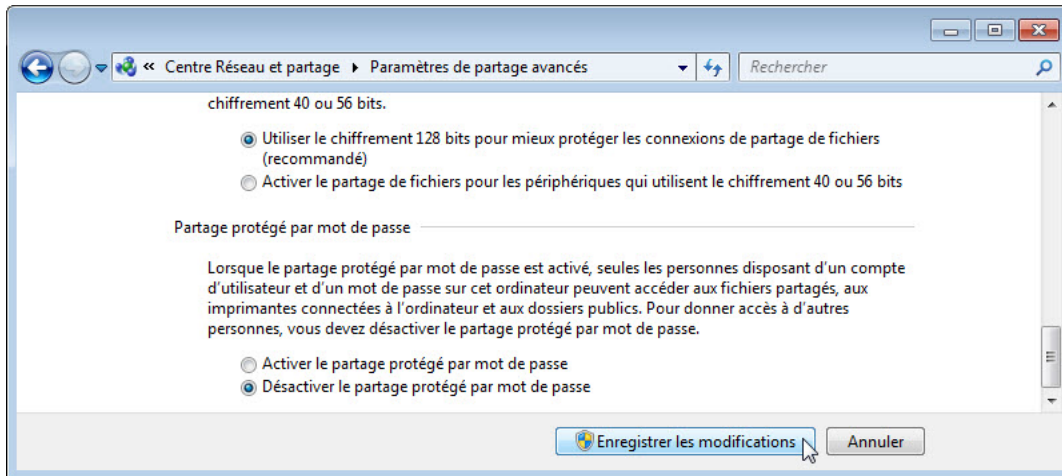 « Centre Réseau et partage ▸ Paramètres de partage avancés
Rechercher
chiffrement 40 ou 56 bits.
Utiliser le chiffrement 128 bits pour mieux protéger les connexions de partage de fichiers
(recommandé)
Activer le partage de fichiers pour les périphériques qui utilisent le chiffrement 40 ou 56 bits
Partage protégé par mot de passe
Lorsque le partage protégé par mot de passe est activé, seules les personnes disposant d'un compte
d'utilisateur et d'un mot de passe sur cet ordinateur peuvent accéder aux fichiers partagés, aux
imprimantes connectées à l'ordinateur et aux dossiers publics. Pour donner accès à d'autres
personnes, vous devez désactiver le partage protégé par mot de passe.
Activer le partage protégé par mot de passe
Désactiver le partage protégé par mot de passe
Enregistrer les modifications
Annuler